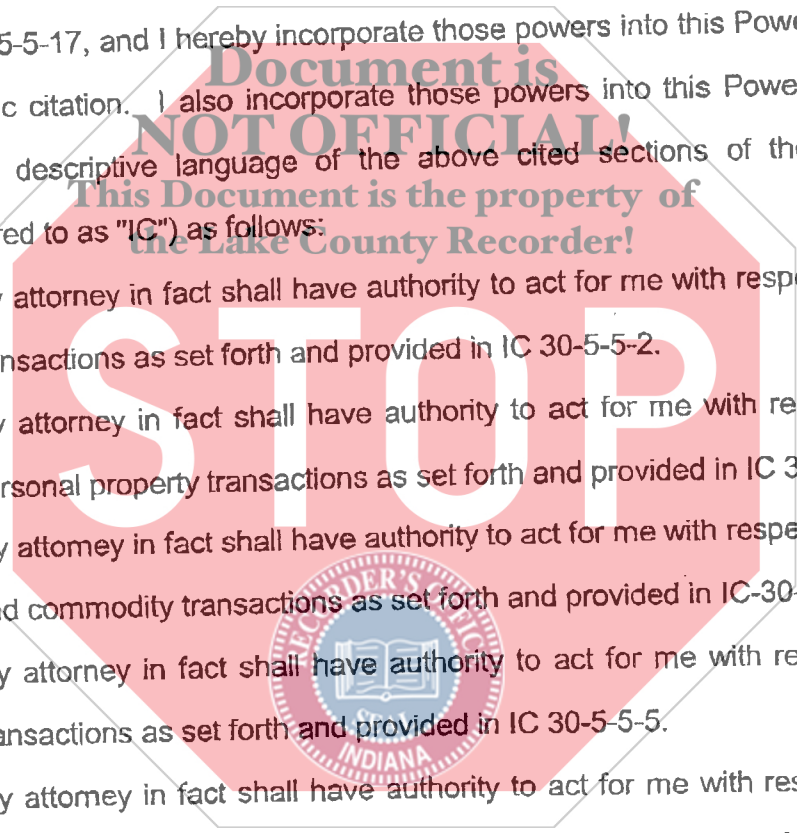 5-5-17, and I hereby incorporate those powers into this Powe
Document is
c citation. I also incorporate those powers into this Powe
NOT OFFICIAL!
descriptive language of the above cited sections of the
This Document is the property of
red to as "IC") as follows:
the Lake County Recorder!
y attorney in fact shall have authority to act for me with respe
nsactions as set forth and provided in IC 30-5-5-2.
y attorney in fact shall have authority to act for me with re
rsonal property transactions as set forth and provided in IC 3
y attorney in fact shall have authority to act for me with respe
nd commodity transactions as set forth and provided in IC-30-
y attorney in fact shall have authority to act for me with re
ansactions as set forth and provided in IC 30-5-5-5.
y attorney in fact shall have authority to act for me with res
STOP
RECORDER'S OFFICE
SEAL
INDIANA